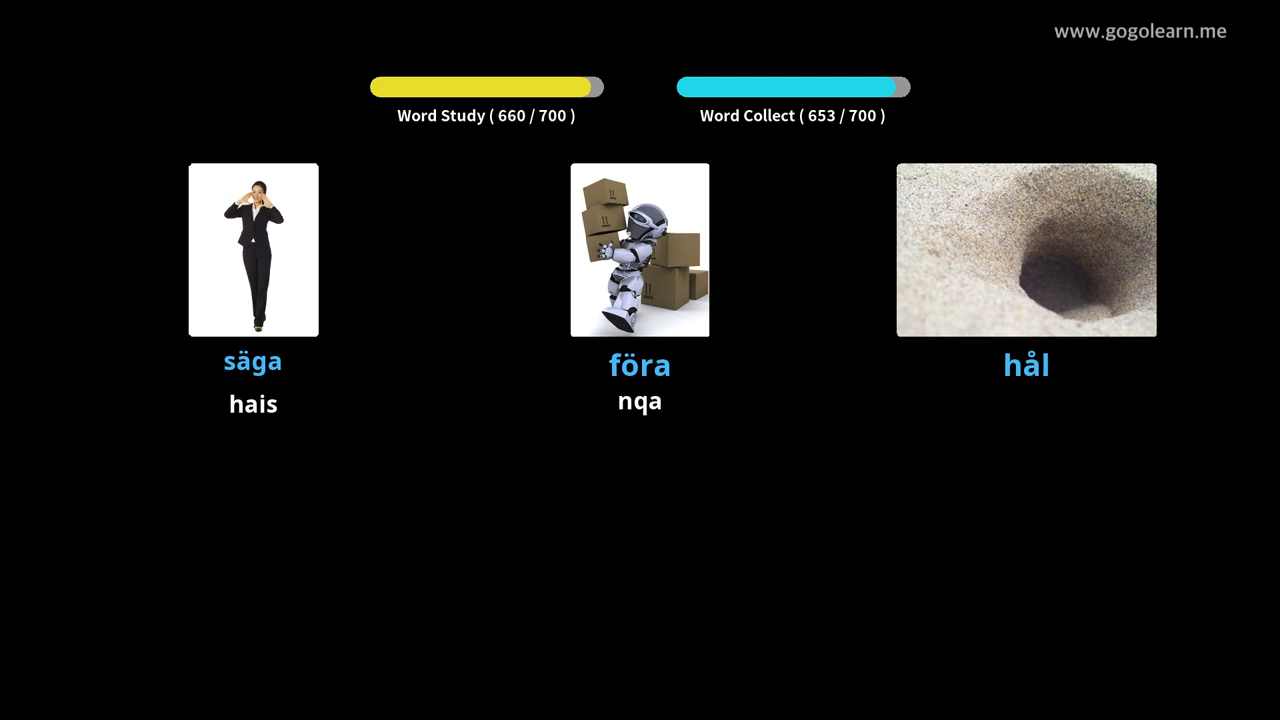 www.gogolearn.me
Word Study ( 660 / 700 )
Word Collect ( 653 / 700 )
säga
hais
föra
nqa
hål